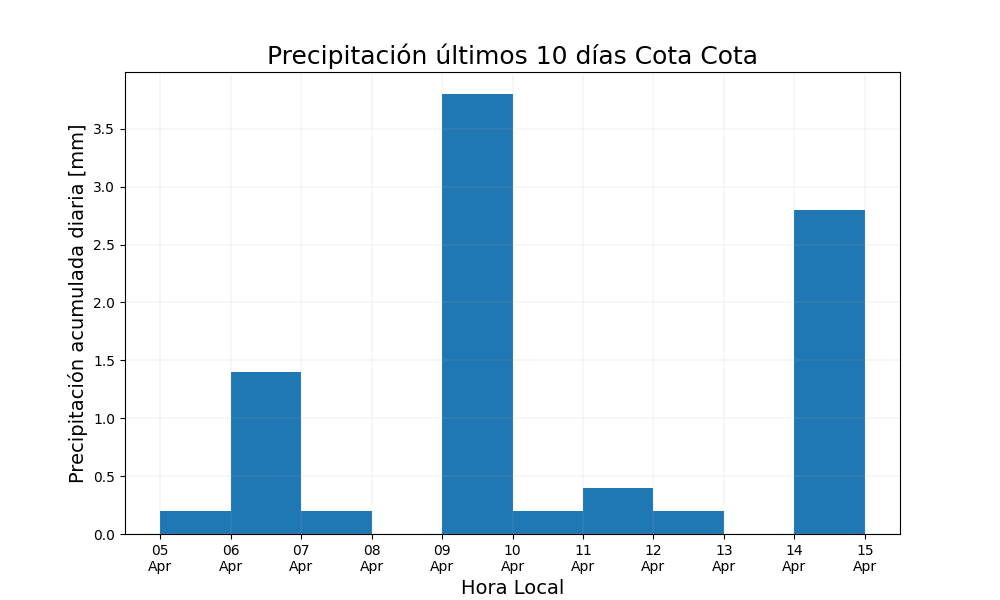 Precipitación últimos 10 días Cota Cota
Precipitación acumulada diaria [mm]
3.5
3.0
2.5
2.0
1.5
1.0
0.5
0.0
05 06 07 08 09 10 11 12 13 14 15
Apr Apr Apr Apr Apr Apr Apr Apr Apr Apr Apr
Hora Local